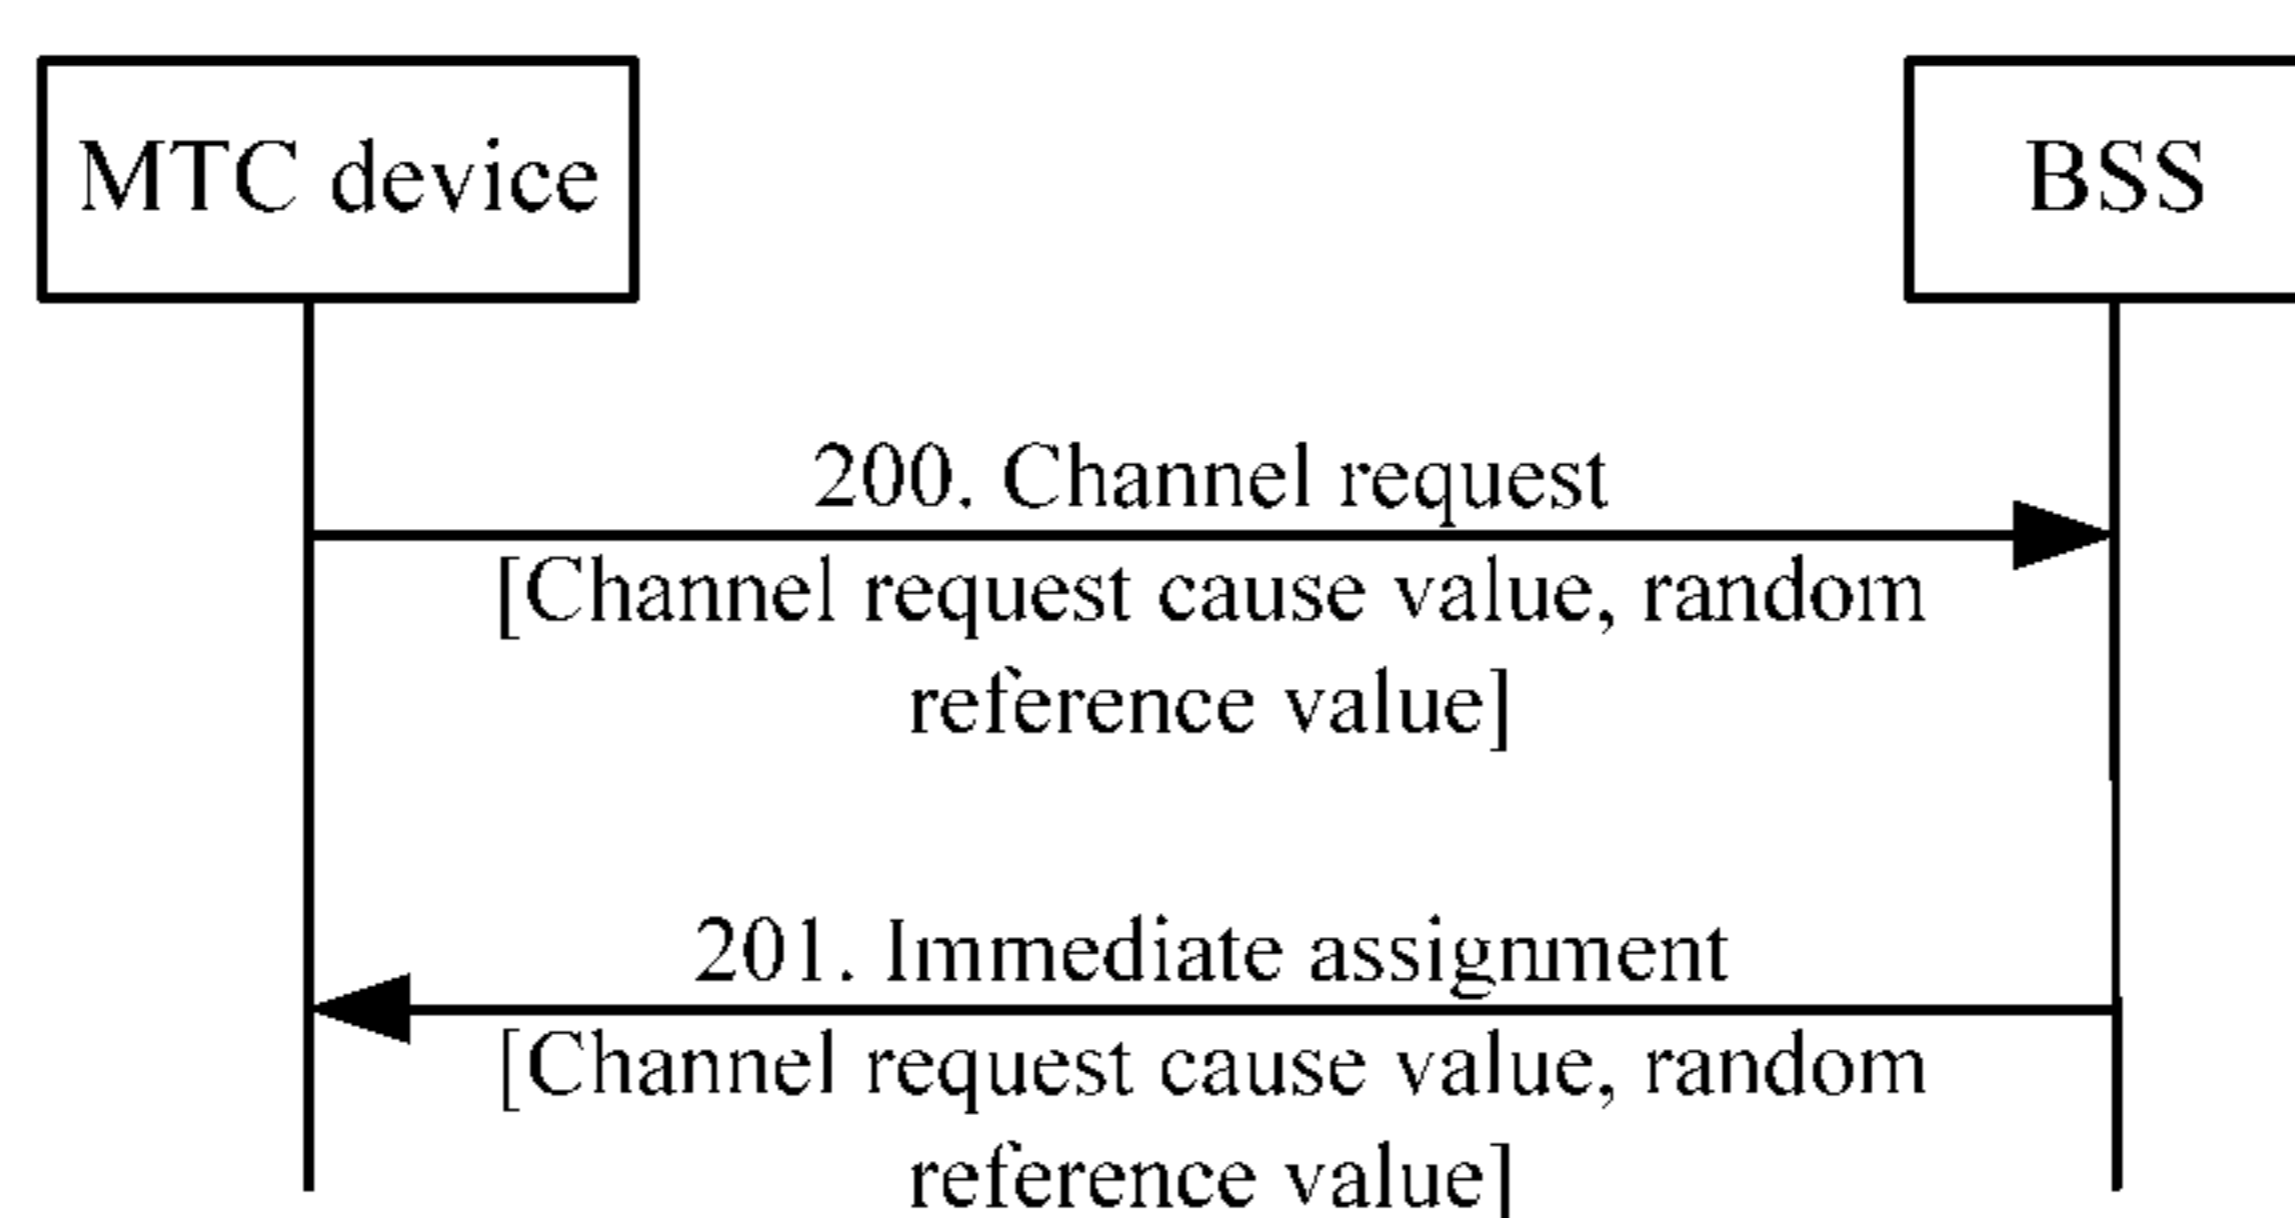 MTC device
BSS
200. Channel request
[Channel request cause value, random
reference value]
201. Immediate assignment
[Channel request cause value, random
reference value]